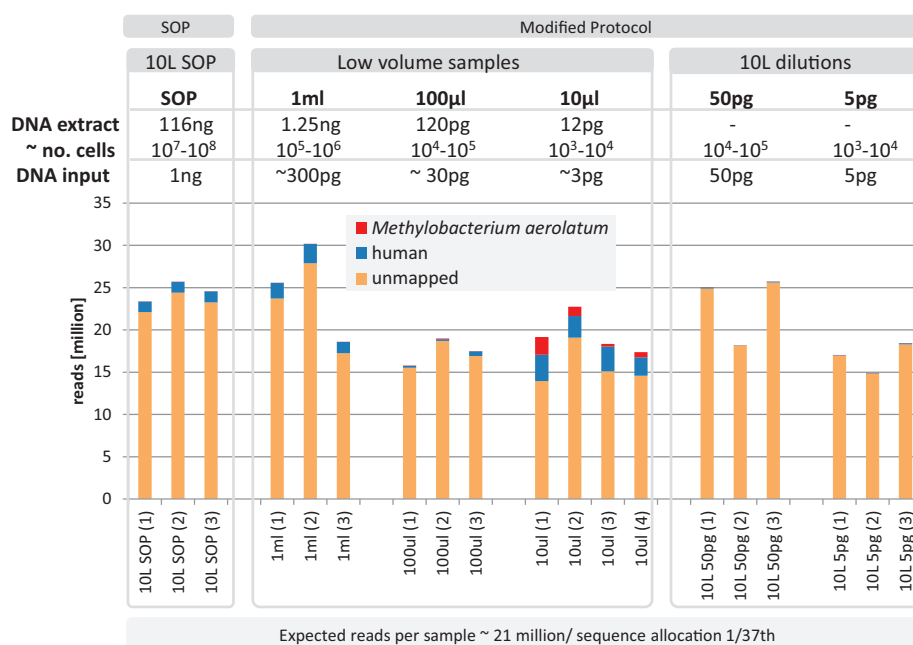 SOP Modified Protocol
10L SOP Low volume samples 10L dilutions
SOP 1ml 100µl 10µl 50pg 5pg
DNA extract 116ng 1.25ng 120pg 12pg - -
~ no. cells 10⁷-10⁸ 10⁵-10⁶ 10⁴-10⁵ 10³-10⁴ 10⁴-10⁵ 10³-10⁴
DNA input 1ng ~300pg ~ 30pg ~3pg 50pg 5pg
35
30
25
20
15
10
5
0
reads [million]
Methylobacterium aerolatum
human
unmapped
10L SOP (1)
10L SOP (2)
10L SOP (3)
1ml (1)
1ml (2)
1ml (3)
100ul (1)
100ul (2)
100ul (3)
10ul (1)
10ul (2)
10ul (3)
10ul (4)
10L 50pg (1)
10L 50pg (2)
10L 50pg (3)
10L 5pg (1)
10L 5pg (2)
10L 5pg (3)
Expected reads per sample ~ 21 million/ sequence allocation 1/37th